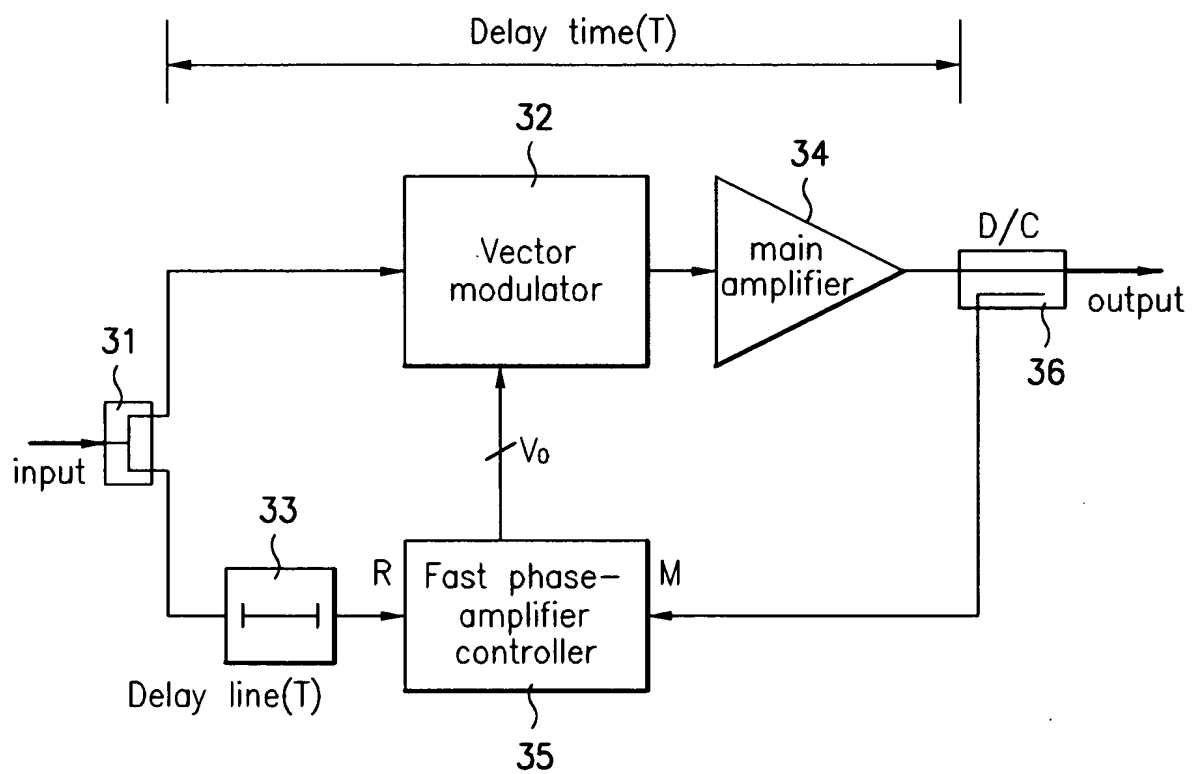 Delay time(T)
32
34
Vector
modulator
main
amplifier
D/C
output
36
31
input
V₀
33
R
Fast phase-
amplifier
controller
M
Delay line(T)
35